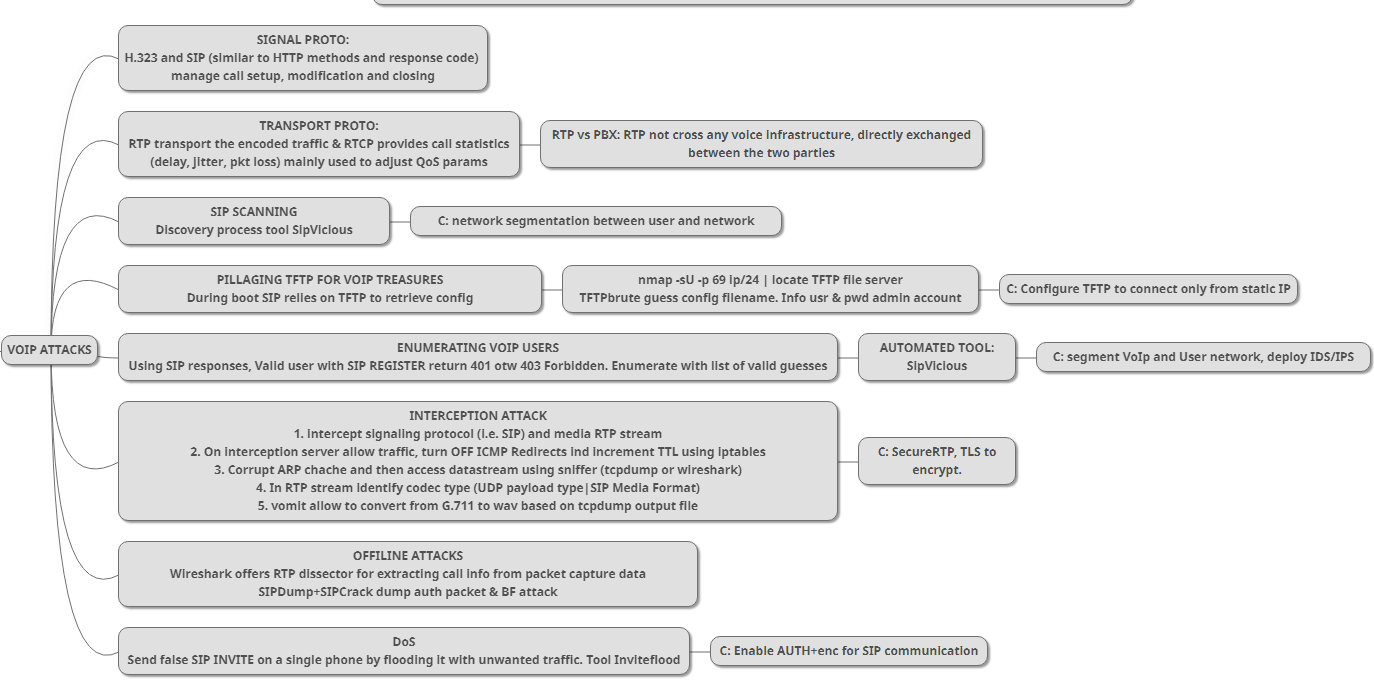 SIGNAL PROTO:
H.323 and SIP (similar to HTTP methods and response code)
manage call setup, modification and closing
TRANSPORT PROTO:
RTP transport the encoded traffic & RTCP provides call statistics
(delay, jitter, pkt loss) mainly used to adjust QoS params
RTP vs PBX: RTP not cross any voice infrastructure, directly exchanged
between the two parties
SIP SCANNING
Discovery process tool SipVicious
C: network segmentation between user and network
PILLAGING TFTP FOR VOIP TREASURES
During boot SIP relies on TFTP to retrieve config
nmap -sU -p 69 ip/24 | locate TFTP file server
TFTPbrute guess config filename. Info usr & pwd admin account
C: Configure TFTP to connect only from static IP
VOIP ATTACKS
ENUMERATING VOIP USERS
Using SIP responses, Valid user with SIP REGISTER return 401 otw 403 Forbidden. Enumerate with list of valid guesses
AUTOMATED TOOL:
SipVicious
C: segment VoIp and User network, deploy IDS/IPS
INTERCEPTION ATTACK
1. intercept signaling protocol (i.e. SIP) and media RTP stream
2. On interception server allow traffic, turn OFF ICMP Redirects ind increment TTL using iptables
3. Corrupt ARP chache and then access datastream using sniffer (tcpdump or wireshark)
4. In RTP stream identify codec type (UDP payload type|SIP Media Format)
5. vomit allow to convert from G.711 to wav based on tcpdump output file
C: SecureRTP, TLS to
encrypt.
OFFILINE ATTACKS
Wireshark offers RTP dissector for extracting call info from packet capture data
SIPDump+SIPCrack dump auth packet & BF attack
DoS
Send false SIP INVITE on a single phone by flooding it with unwanted traffic. Tool Inviteflood
C: Enable AUTH+enc for SIP communication